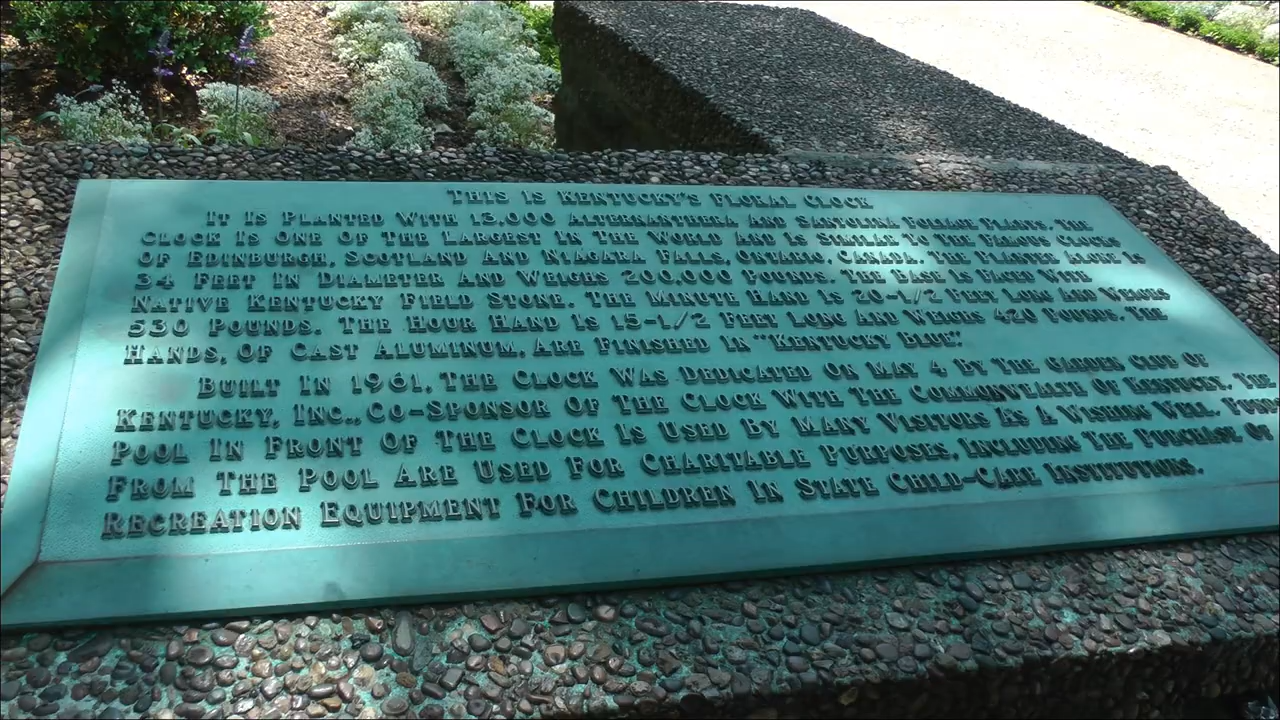 THIS IS KENTUCKY'S FLORAL CLOCK
IT IS PLANTED WITH 13,000 ALTERNANTHERA AND SANTOLINA FOLIAGE PLANTS. THE
CLOCK IS ONE OF THE LARGEST IN THE WORLD AND IS SIMILAR TO THE FAMOUS CLOCKS
OF EDINBURGH, SCOTLAND AND NIAGARA FALLS, ONTARIO, CANADA. THE PLANTER ALONE IS
34 FEET IN DIAMETER AND WEIGHS 200,000 POUNDS. THE BASE IS FACED WITH
NATIVE KENTUCKY FIELD STONE. THE MINUTE HAND IS 20-1/2 FEET LONG AND WEIGHS
530 POUNDS. THE HOUR HAND IS 15-1/2 FEET LONG AND WEIGHS 420 POUNDS. THE
HANDS, OF CAST ALUMINUM, ARE FINISHED IN "KENTUCKY BLUE".
BUILT IN 1961, THE CLOCK WAS DEDICATED ON MAY 4 BY THE GARDEN CLUB OF
KENTUCKY, INC., CO-SPONSOR OF THE CLOCK WITH THE COMMONWEALTH OF KENTUCKY. THE
POOL IN FRONT OF THE CLOCK IS USED BY MANY VISITORS AS A WISHING WELL. FUNDS
FROM THE POOL ARE USED FOR CHARITABLE PURPOSES, INCLUDING THE PURCHASE OF
RECREATION EQUIPMENT FOR CHILDREN IN STATE CHILD-CARE INSTITUTIONS.